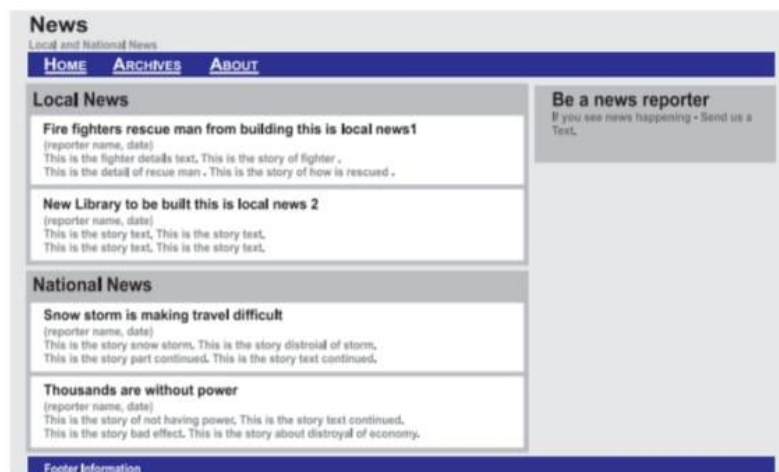 News
Local and National News
HOME ARCHIVES ABOUT
Local News
Fire fighters rescue man from building this is local news1
(reporter name, date)
This is the fighter details text. This is the story of fighter .
This is the detail of recue man . This is the story of how is rescued .
New Library to be built this is local news 2
(reporter name, date)
This is the story text. This is the story text.
This is the story text. This is the story text.
National News
Snow storm is making travel difficult
(reporter name, date)
This is the story snow storm. This is the story distroial of storm.
This is the story part continued. This is the story text continued.
Thousands are without power
(reporter name, date)
This is the story of not having power. This is the story text continued.
This is the story bad effect. This is the story about distroyal of economy.
Be a news reporter
If you see news happening - Send us a
Text.
Footer Information